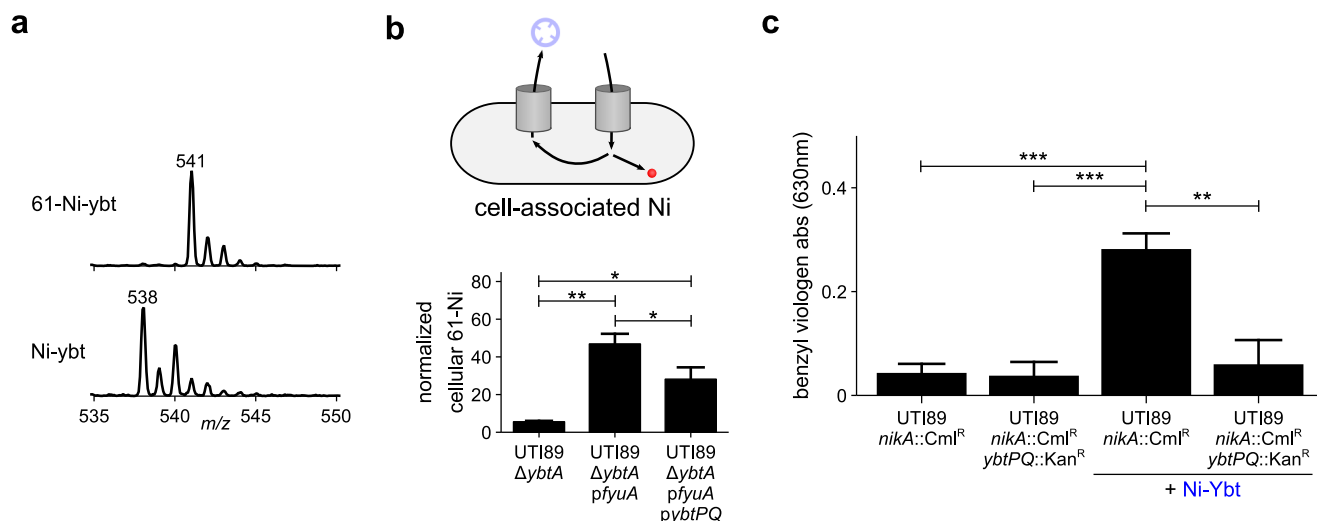 a
541
61-Ni-ybt
538
Ni-ybt
535 540 545 550
m/z
b
cell-associated Ni
normalized
cellular 61-Ni
80
60
40
20
0
*
**
*
UTI89
ΔybtA
UTI89
ΔybtA
pfyuA
UTI89
ΔybtA
pfyuA
pybtPQ
c
benzyl viologen abs (630nm)
0.4
0.2
0
***
***
**
UTI89
nikA::Cmlᴿ
UTI89
nikA::Cmlᴿ
ybtPQ::Kanᴿ
UTI89
nikA::Cmlᴿ
UTI89
nikA::Cmlᴿ
ybtPQ::Kanᴿ
+ Ni-Ybt